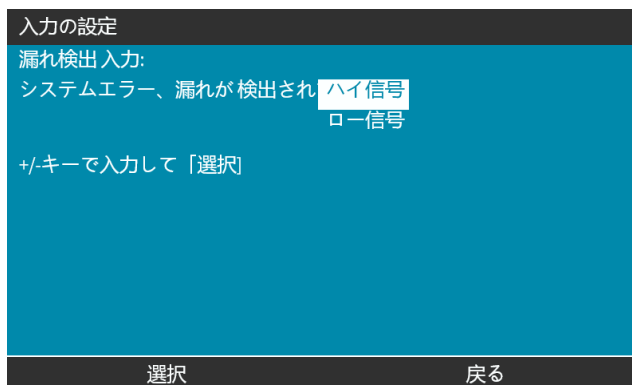 入力の設定
漏れ検出入力:
システムエラー、漏れが 検出され ハイ信号
ロー信号
+/-キーで入力して「選択]
選択 戻る